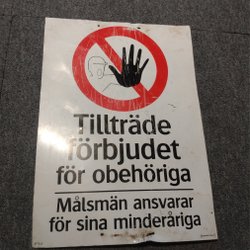 Tillträde
förbjudet
för obehöriga
Målsmän ansvarar
för sina minderåriga